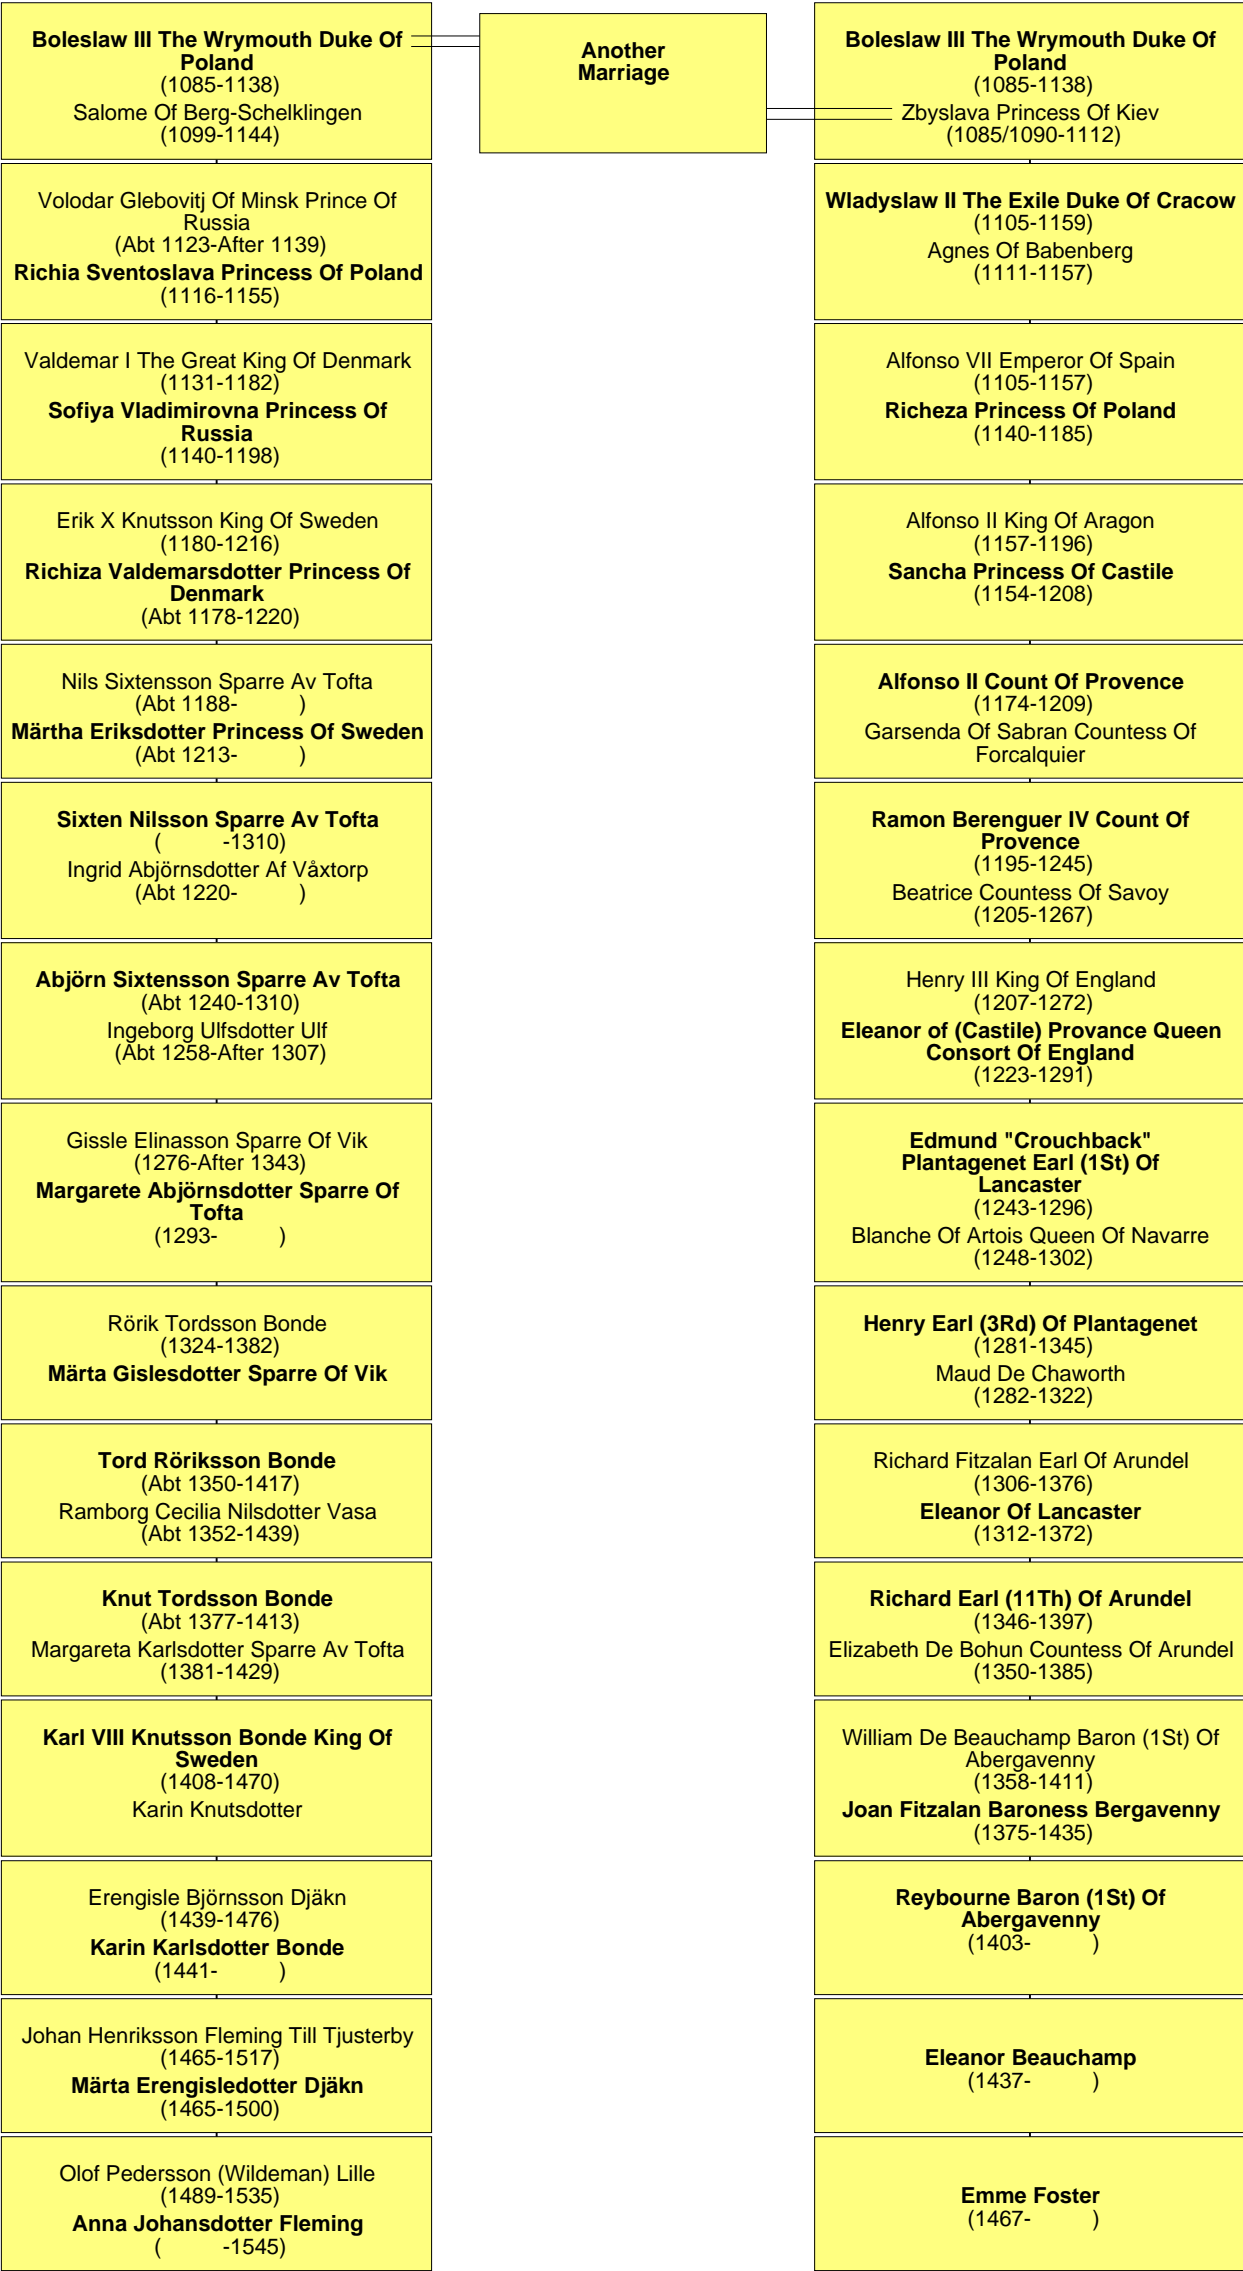 Boleslaw III The Wrymouth Duke Of
Poland
(1085-1138)
Salome Of Berg-Schelklingen
(1099-1144)
Another
Marriage
Boleslaw III The Wrymouth Duke Of
Poland
(1085-1138)
Zbyslava Princess Of Kiev
(1085/1090-1112)
Volodar Glebovitj Of Minsk Prince Of
Russia
(Abt 1123-After 1139)
Richia Sventoslava Princess Of Poland
(1116-1155)
Wladyslaw II The Exile Duke Of Cracow
(1105-1159)
Agnes Of Babenberg
(1111-1157)
Valdemar I The Great King Of Denmark
(1131-1182)
Sofiya Vladimirovna Princess Of
Russia
(1140-1198)
Alfonso VII Emperor Of Spain
(1105-1157)
Richeza Princess Of Poland
(1140-1185)
Erik X Knutsson King Of Sweden
(1180-1216)
Richiza Valdemarsdotter Princess Of
Denmark
(Abt 1178-1220)
Alfonso II King Of Aragon
(1157-1196)
Sancha Princess Of Castile
(1154-1208)
Nils Sixtensson Sparre Av Tofta
(Abt 1188- )
Märtha Eriksdotter Princess Of Sweden
(Abt 1213- )
Alfonso II Count Of Provence
(1174-1209)
Garsenda Of Sabran Countess Of
Forcalquier
Sixten Nilsson Sparre Av Tofta
( -1310)
Ingrid Abjörnsdotter Af Våxtorp
(Abt 1220- )
Ramon Berenguer IV Count Of
Provence
(1195-1245)
Beatrice Countess Of Savoy
(1205-1267)
Abjörn Sixtensson Sparre Av Tofta
(Abt 1240-1310)
Ingeborg Ulfsdotter Ulf
(Abt 1258-After 1307)
Henry III King Of England
(1207-1272)
Eleanor of (Castile) Provance Queen
Consort Of England
(1223-1291)
Gissle Elinasson Sparre Of Vik
(1276-After 1343)
Margarete Abjörnsdotter Sparre Of
Tofta
(1293- )
Edmund "Crouchback"
Plantagenet Earl (1St) Of
Lancaster
(1243-1296)
Blanche Of Artois Queen Of Navarre
(1248-1302)
Rörik Tordsson Bonde
(1324-1382)
Märta Gislesdotter Sparre Of Vik
Henry Earl (3Rd) Of Plantagenet
(1281-1345)
Maud De Chaworth
(1282-1322)
Tord Röriksson Bonde
(Abt 1350-1417)
Ramborg Cecilia Nilsdotter Vasa
(Abt 1352-1439)
Richard Fitzalan Earl Of Arundel
(1306-1376)
Eleanor Of Lancaster
(1312-1372)
Knut Tordsson Bonde
(Abt 1377-1413)
Margareta Karlsdotter Sparre Av Tofta
(1381-1429)
Richard Earl (11Th) Of Arundel
(1346-1397)
Elizabeth De Bohun Countess Of Arundel
(1350-1385)
Karl VIII Knutsson Bonde King Of
Sweden
(1408-1470)
Karin Knutsdotter
William De Beauchamp Baron (1St) Of
Abergavenny
(1358-1411)
Joan Fitzalan Baroness Bergavenny
(1375-1435)
Erengisle Björnsson Djäkn
(1439-1476)
Karin Karlsdotter Bonde
(1441- )
Reybourne Baron (1St) Of
Abergavenny
(1403- )
Johan Henriksson Fleming Till Tjusterby
(1465-1517)
Märta Erengisledotter Djäkn
(1465-1500)
Eleanor Beauchamp
(1437- )
Olof Pedersson (Wildeman) Lille
(1489-1535)
Anna Johansdotter Fleming
( -1545)
Emme Foster
(1467- )